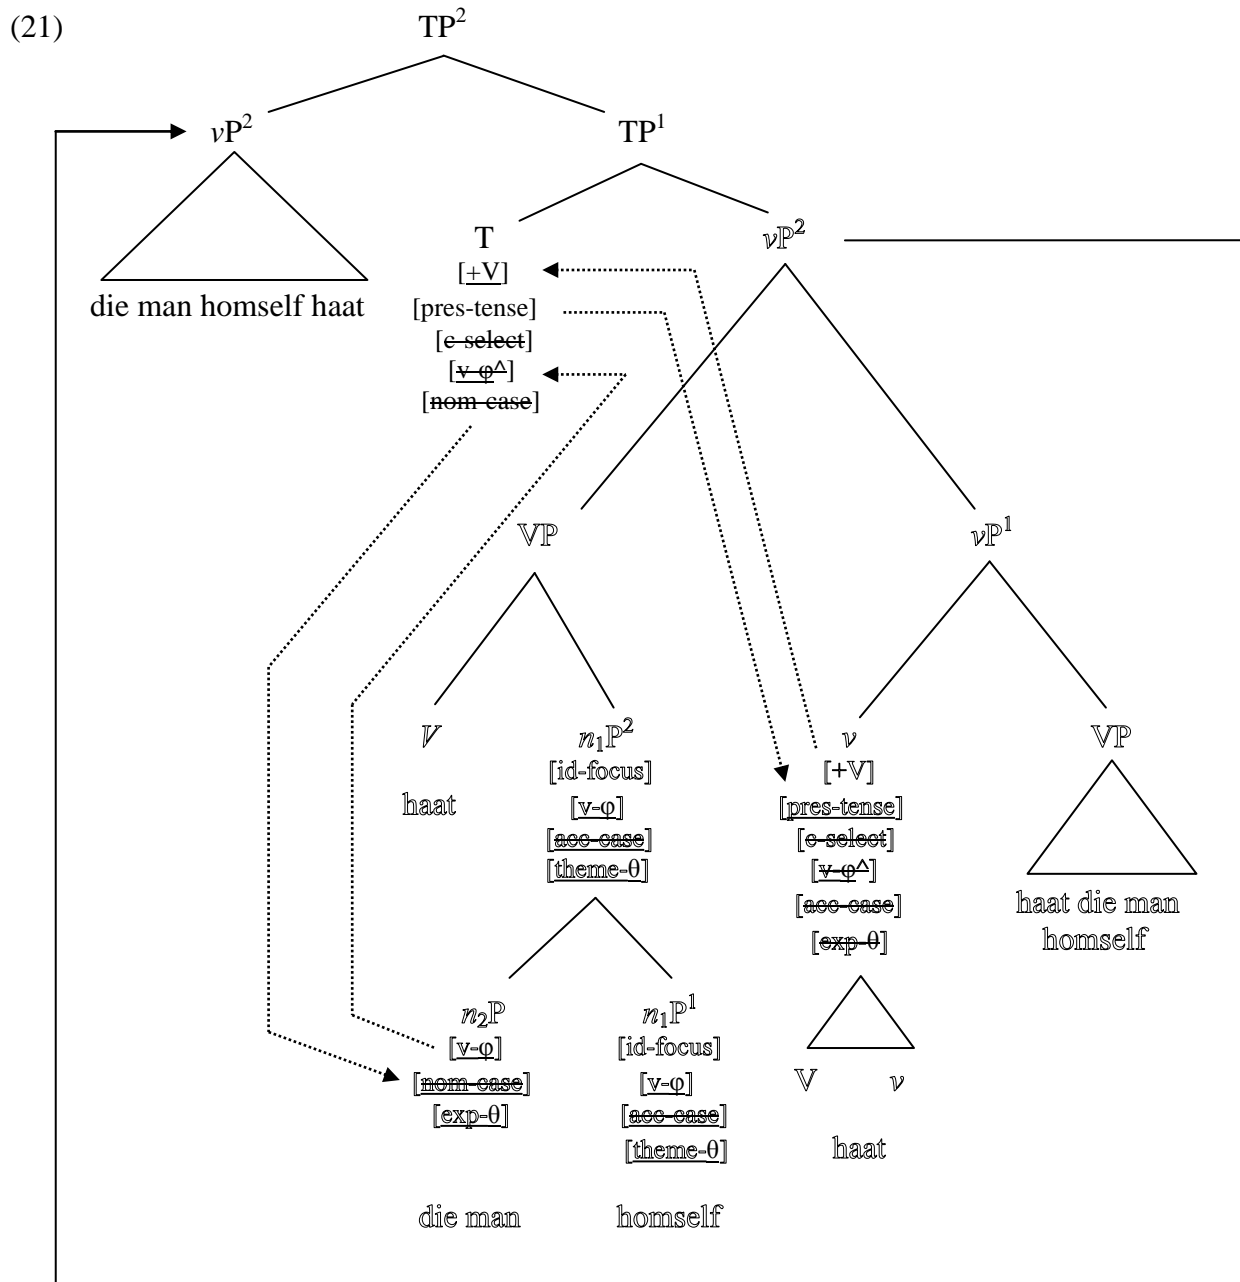 (21) TP²
vP² TP¹
T vP²
[+V]
die man homself haat [pres-tense]
[c-select]
[v-φ^]
[nom-case]
VP vP¹
V n₁P² v VP
[id-focus] [+V]
haat [v-φ] [pres-tense]
[acc-case] [c-select]
[theme-θ] [v-φ^]
[acc-case] haat die man
[exp-θ] homself
n₂P n₁P¹
[v-φ] [id-focus]
[nom-case] [v-φ] V v
[exp-θ] [acc-case]
[theme-θ] haat
die man homself